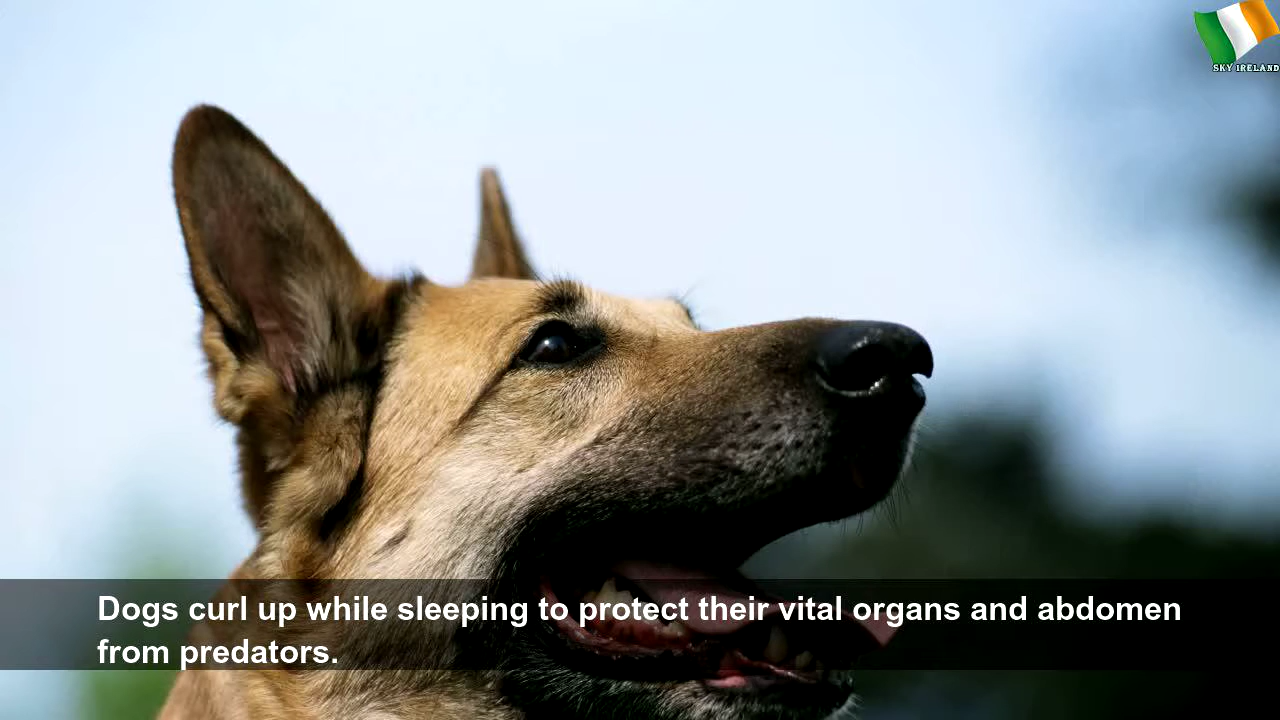 SKY IRELAND
Dogs curl up while sleeping to protect their vital organs and abdomen
from predators.